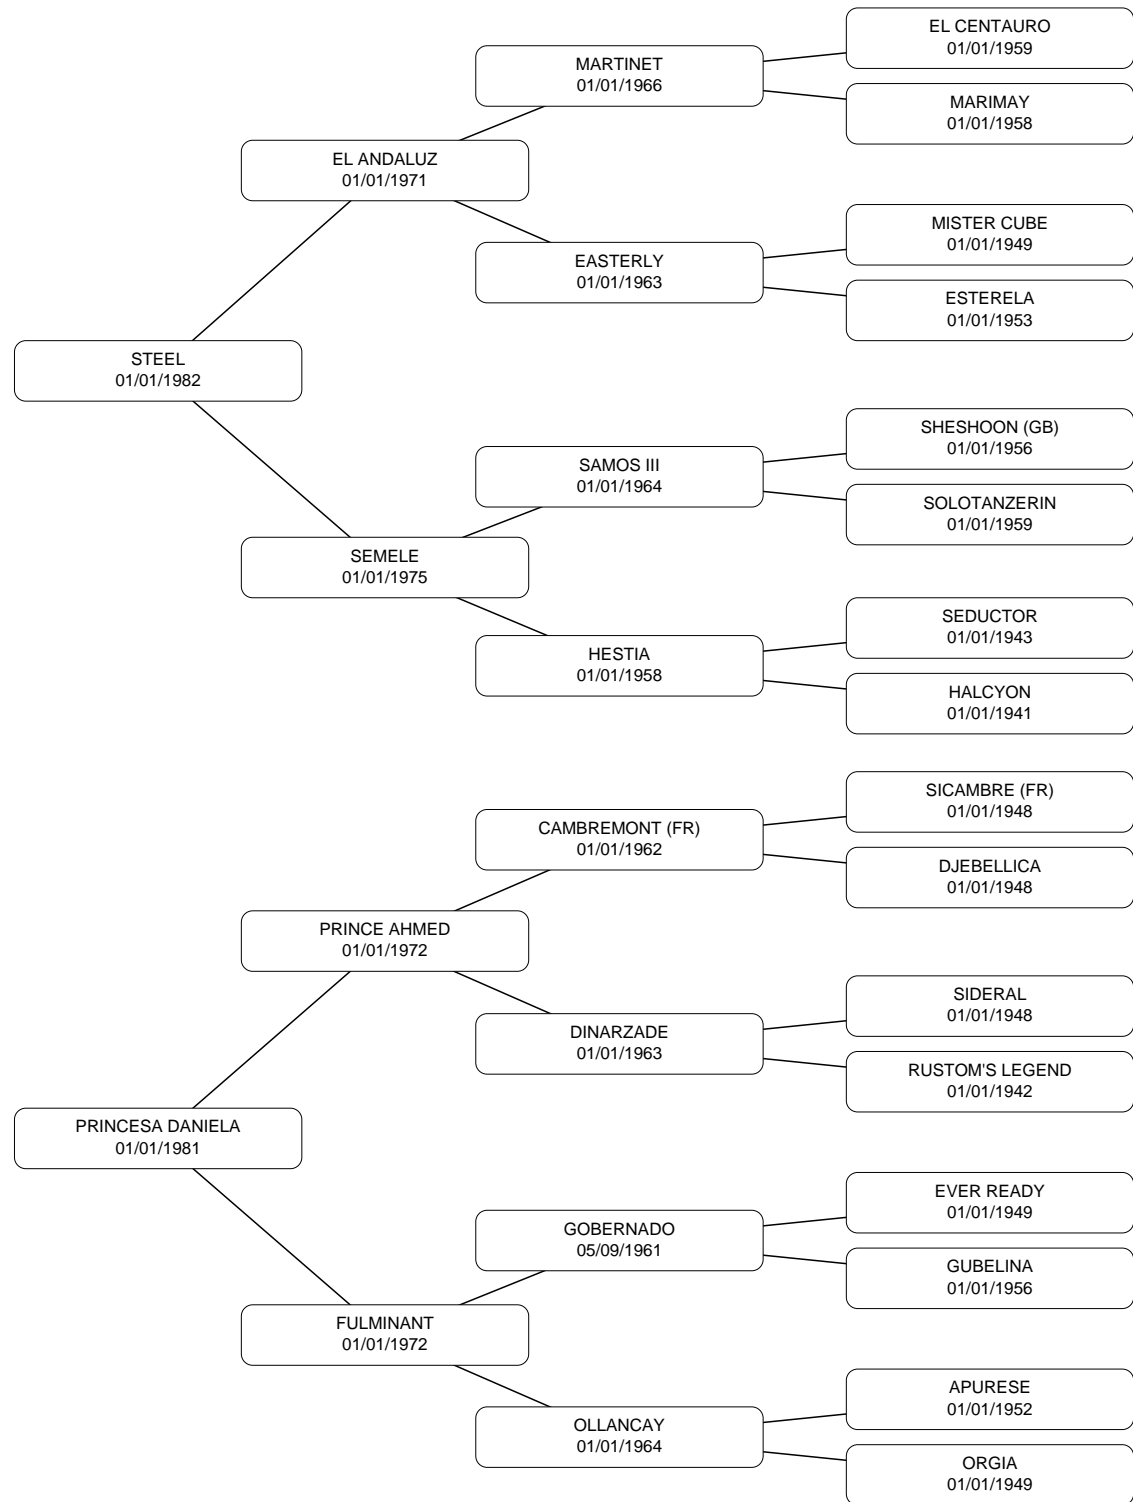 EL CENTAURO
01/01/1959
MARTINET
01/01/1966
MARIMAY
01/01/1958
EL ANDALUZ
01/01/1971
MISTER CUBE
01/01/1949
EASTERLY
01/01/1963
ESTERELA
01/01/1953
STEEL
01/01/1982
SHESHOON (GB)
01/01/1956
SAMOS III
01/01/1964
SOLOTANZERIN
01/01/1959
SEMELE
01/01/1975
SEDUCTOR
01/01/1943
HESTIA
01/01/1958
HALCYON
01/01/1941
SICAMBRE (FR)
01/01/1948
CAMBREMONT (FR)
01/01/1962
DJEBELLICA
01/01/1948
PRINCE AHMED
01/01/1972
SIDERAL
01/01/1948
DINARZADE
01/01/1963
RUSTOM'S LEGEND
01/01/1942
PRINCESA DANIELA
01/01/1981
EVER READY
01/01/1949
GOBERNADO
05/09/1961
GUBELINA
01/01/1956
FULMINANT
01/01/1972
APURESE
01/01/1952
OLLANCAY
01/01/1964
ORGIA
01/01/1949